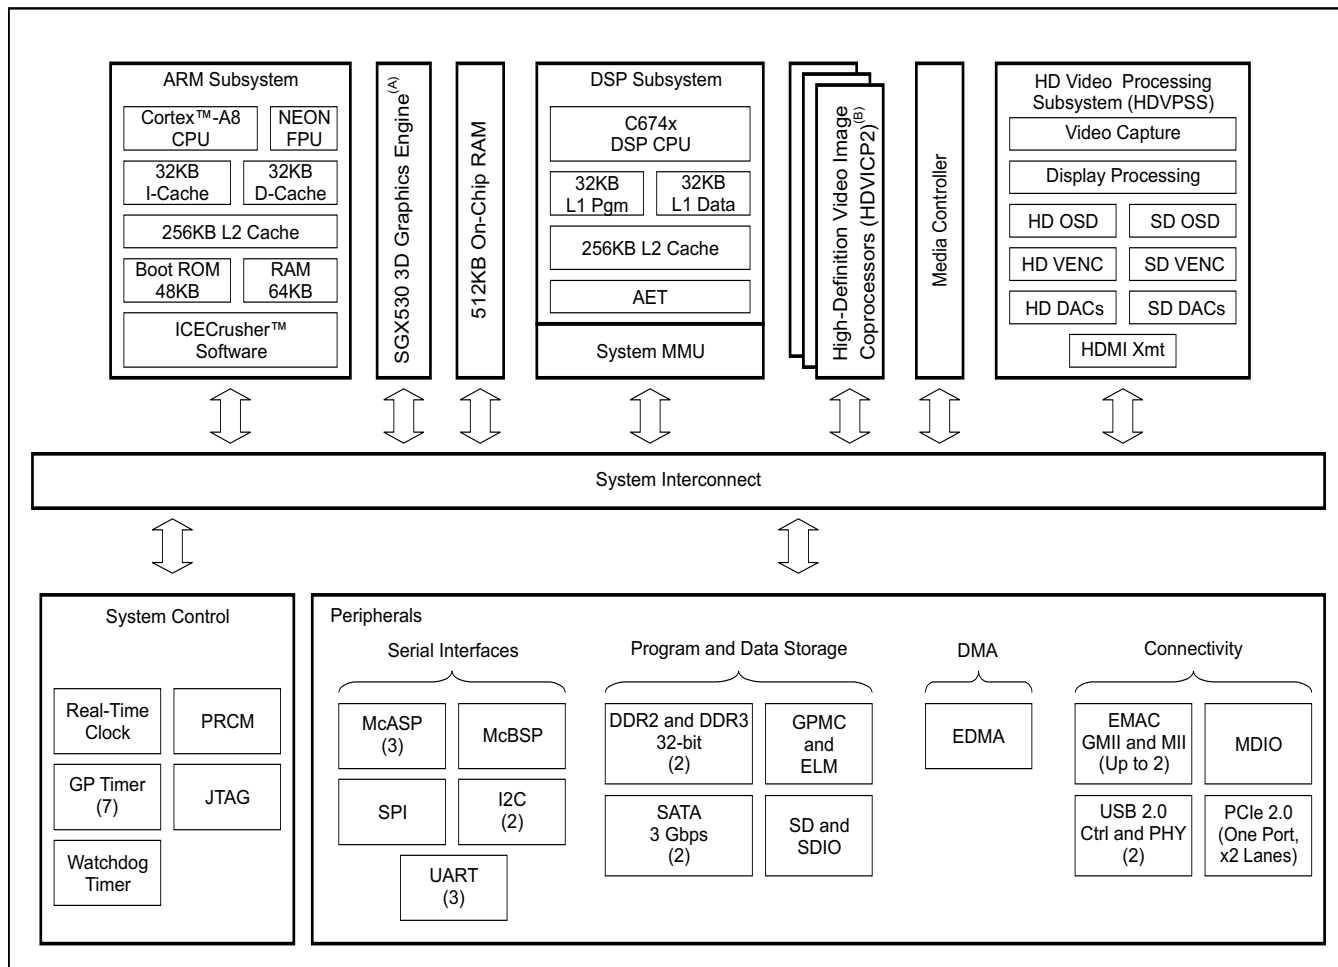 ARM Subsystem
Cortex™-A8
CPU
NEON
FPU
32KB
I-Cache
32KB
D-Cache
256KB L2 Cache
Boot ROM
48KB
RAM
64KB
ICECrusher™
Software
SGX530 3D Graphics Engine(A)
512KB On-Chip RAM
DSP Subsystem
C674x
DSP CPU
32KB
L1 Pgm
32KB
L1 Data
256KB L2 Cache
AET
System MMU
High-Definition Video Image
Coprocessors (HDVICP2)(B)
Media Controller
HD Video Processing
Subsystem (HDVPSS)
Video Capture
Display Processing
HD OSD
SD OSD
HD VENC
SD VENC
HD DACs
SD DACs
HDMI Xmt
System Interconnect
System Control
Real-Time
Clock
PRCM
GP Timer
(7)
JTAG
Watchdog
Timer
Peripherals
Serial Interfaces
McASP
(3)
McBSP
SPI
I2C
(2)
UART
(3)
Program and Data Storage
DDR2 and DDR3
32-bit
(2)
GPMC
and
ELM
SATA
3 Gbps
(2)
SD and
SDIO
DMA
EDMA
Connectivity
EMAC
GMII and MII
(Up to 2)
MDIO
USB 2.0
Ctrl and PHY
(2)
PCIe 2.0
(One Port,
x2 Lanes)